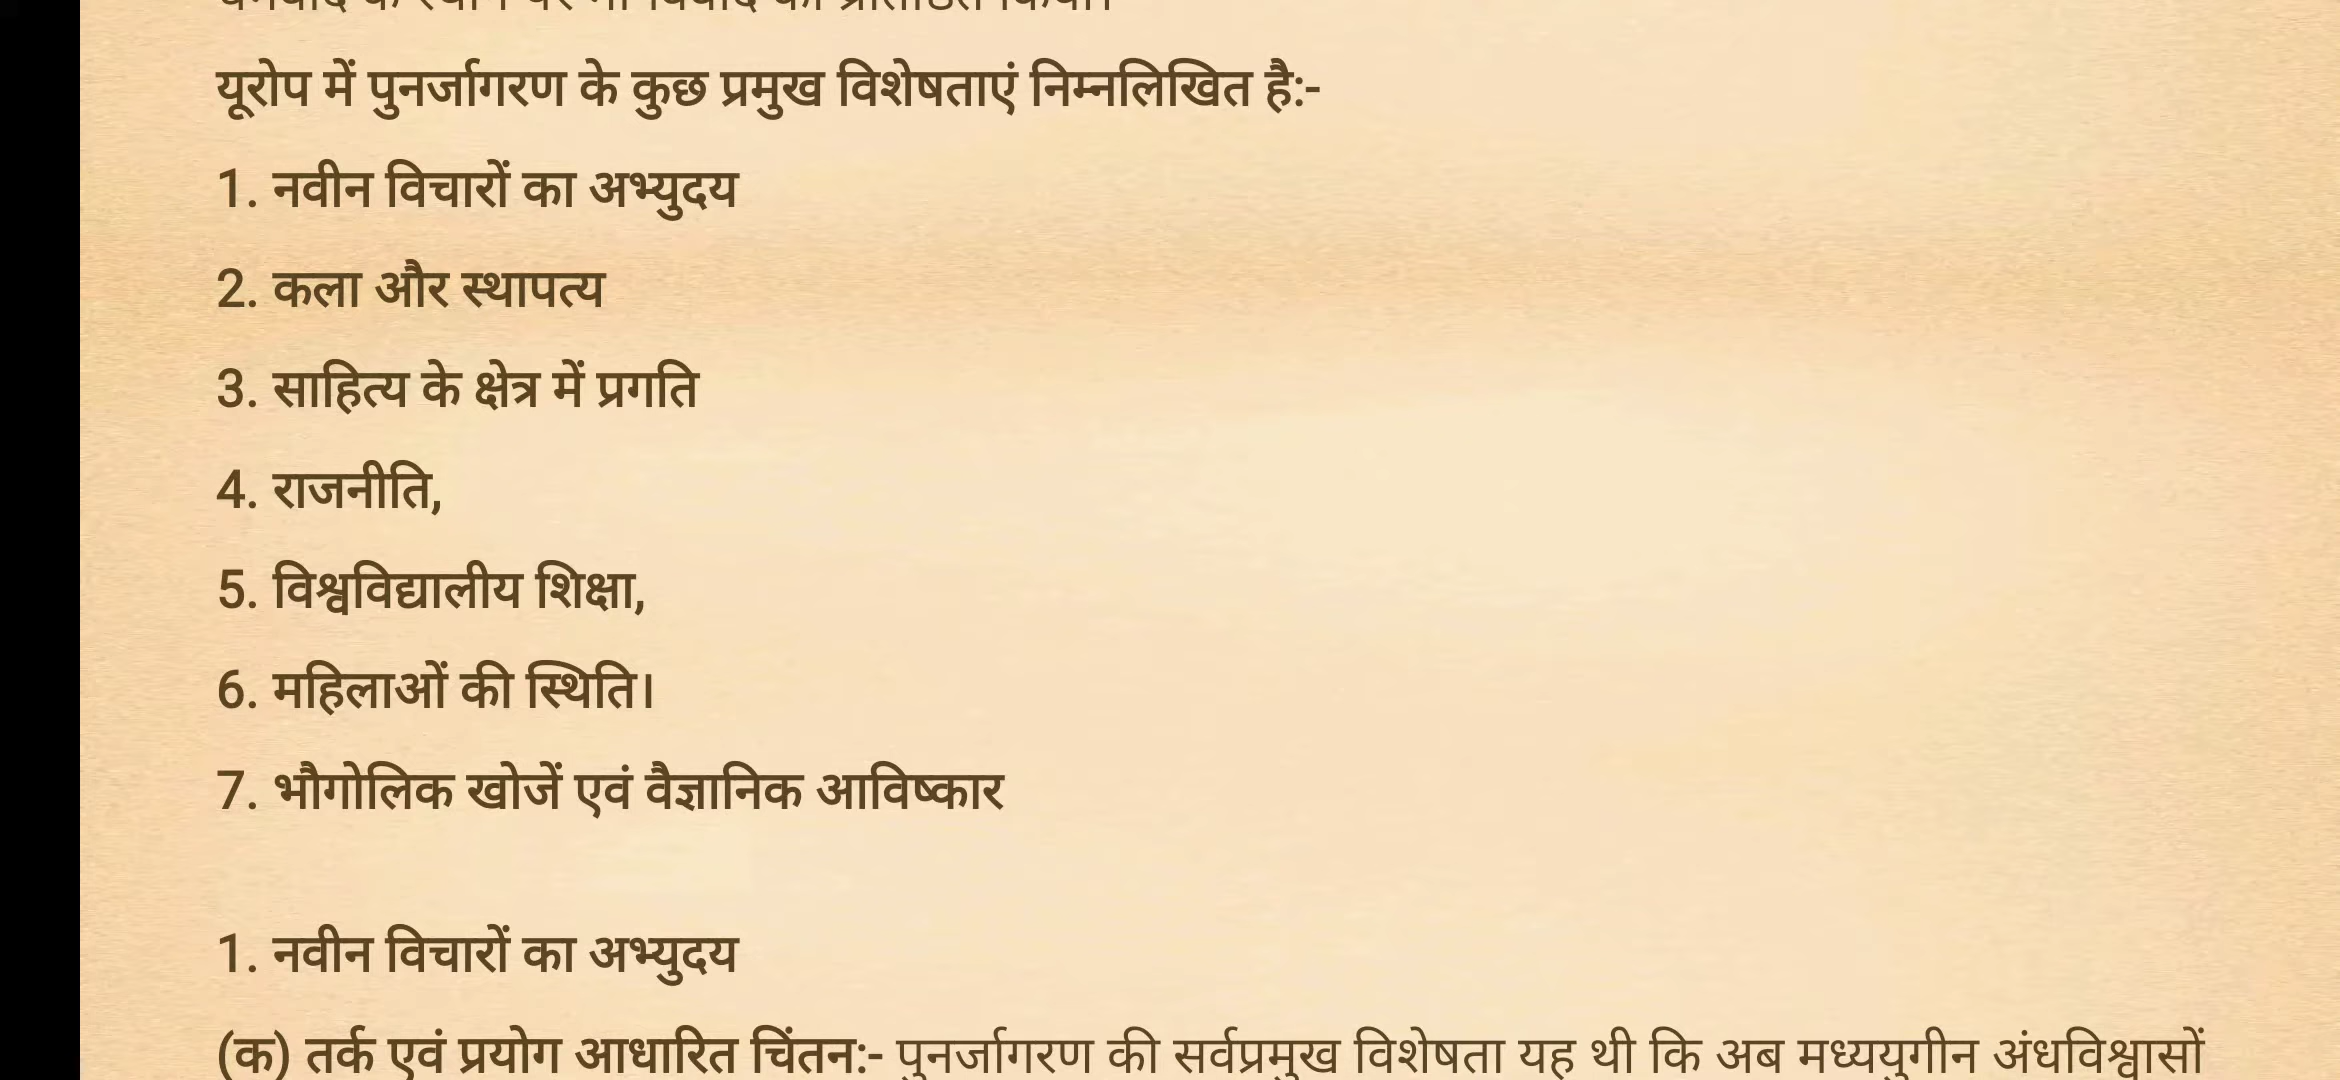 यूरोप में पुनर्जागरण के कुछ प्रमुख विशेषताएं निम्नलिखित है:-
1. नवीन विचारों का अभ्युदय
2. कला और स्थापत्य
3. साहित्य के क्षेत्र में प्रगति
4. राजनीति,
5. विश्वविद्यालीय शिक्षा,
6. महिलाओं की स्थिति।
7. भौगोलिक खोजें एवं वैज्ञानिक आविष्कार
1. नवीन विचारों का अभ्युदय
(क) तर्क एवं प्रयोग आधारित चिंतन:- पुनर्जागरण की सर्वप्रमुख विशेषता यह थी कि अब मध्ययुगीन अंधविश्वासों